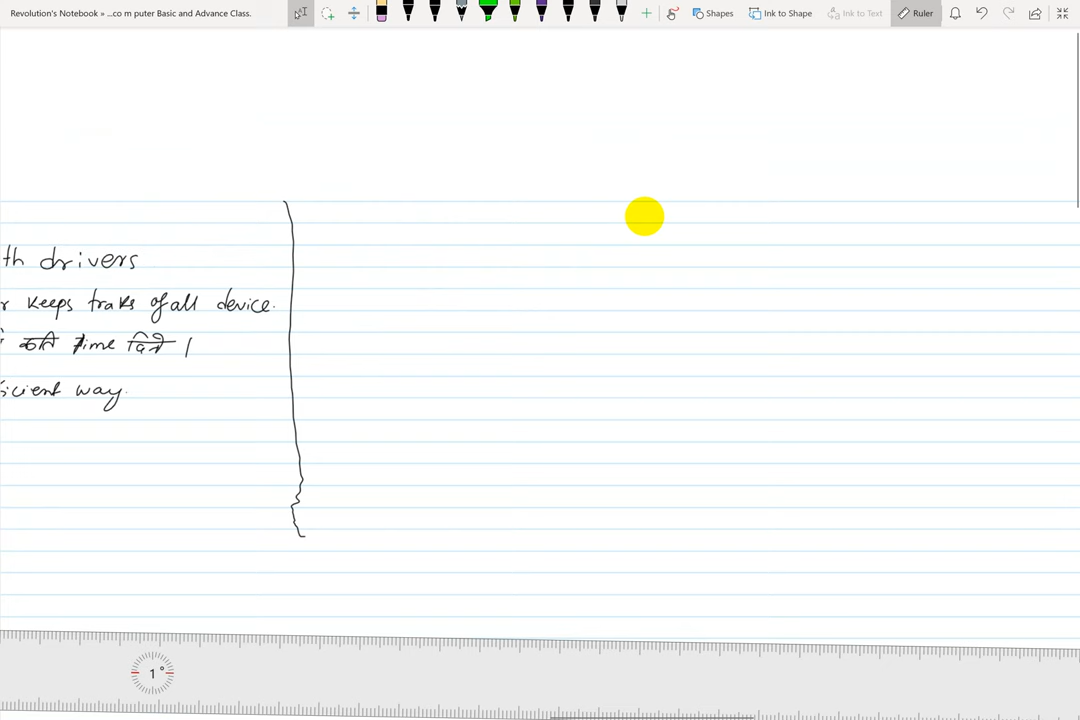 Revolution's Notebook » ...co m puter Basic and Advance Class.
Shapes
Ink to Shape
Ink to Text
Ruler
th drivers
r keeps traks of all device.
time
icient way.
1°